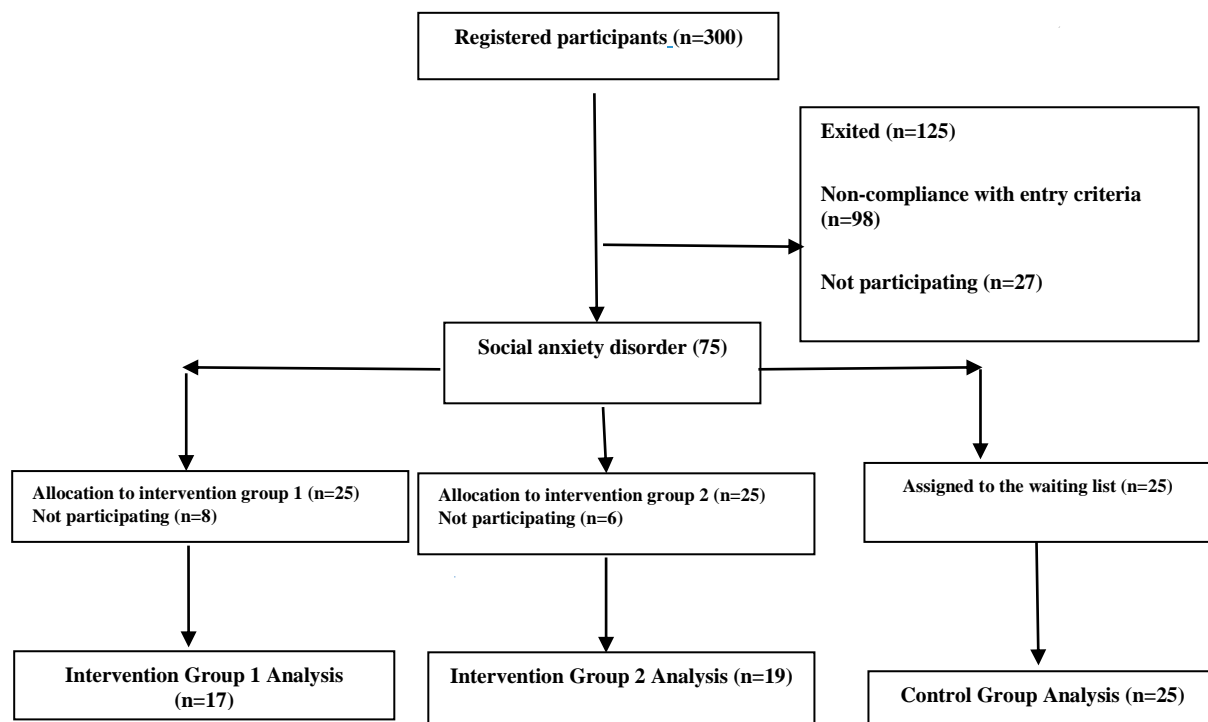 Registered participants (n=300)
Exited (n=125)
Non-compliance with entry criteria
(n=98)
Not participating (n=27)
Social anxiety disorder (75)
Allocation to intervention group 1 (n=25)
Not participating (n=8)
Allocation to intervention group 2 (n=25)
Not participating (n=6)
Assigned to the waiting list (n=25)
Intervention Group 1 Analysis
(n=17)
Intervention Group 2 Analysis (n=19)
Control Group Analysis (n=25)